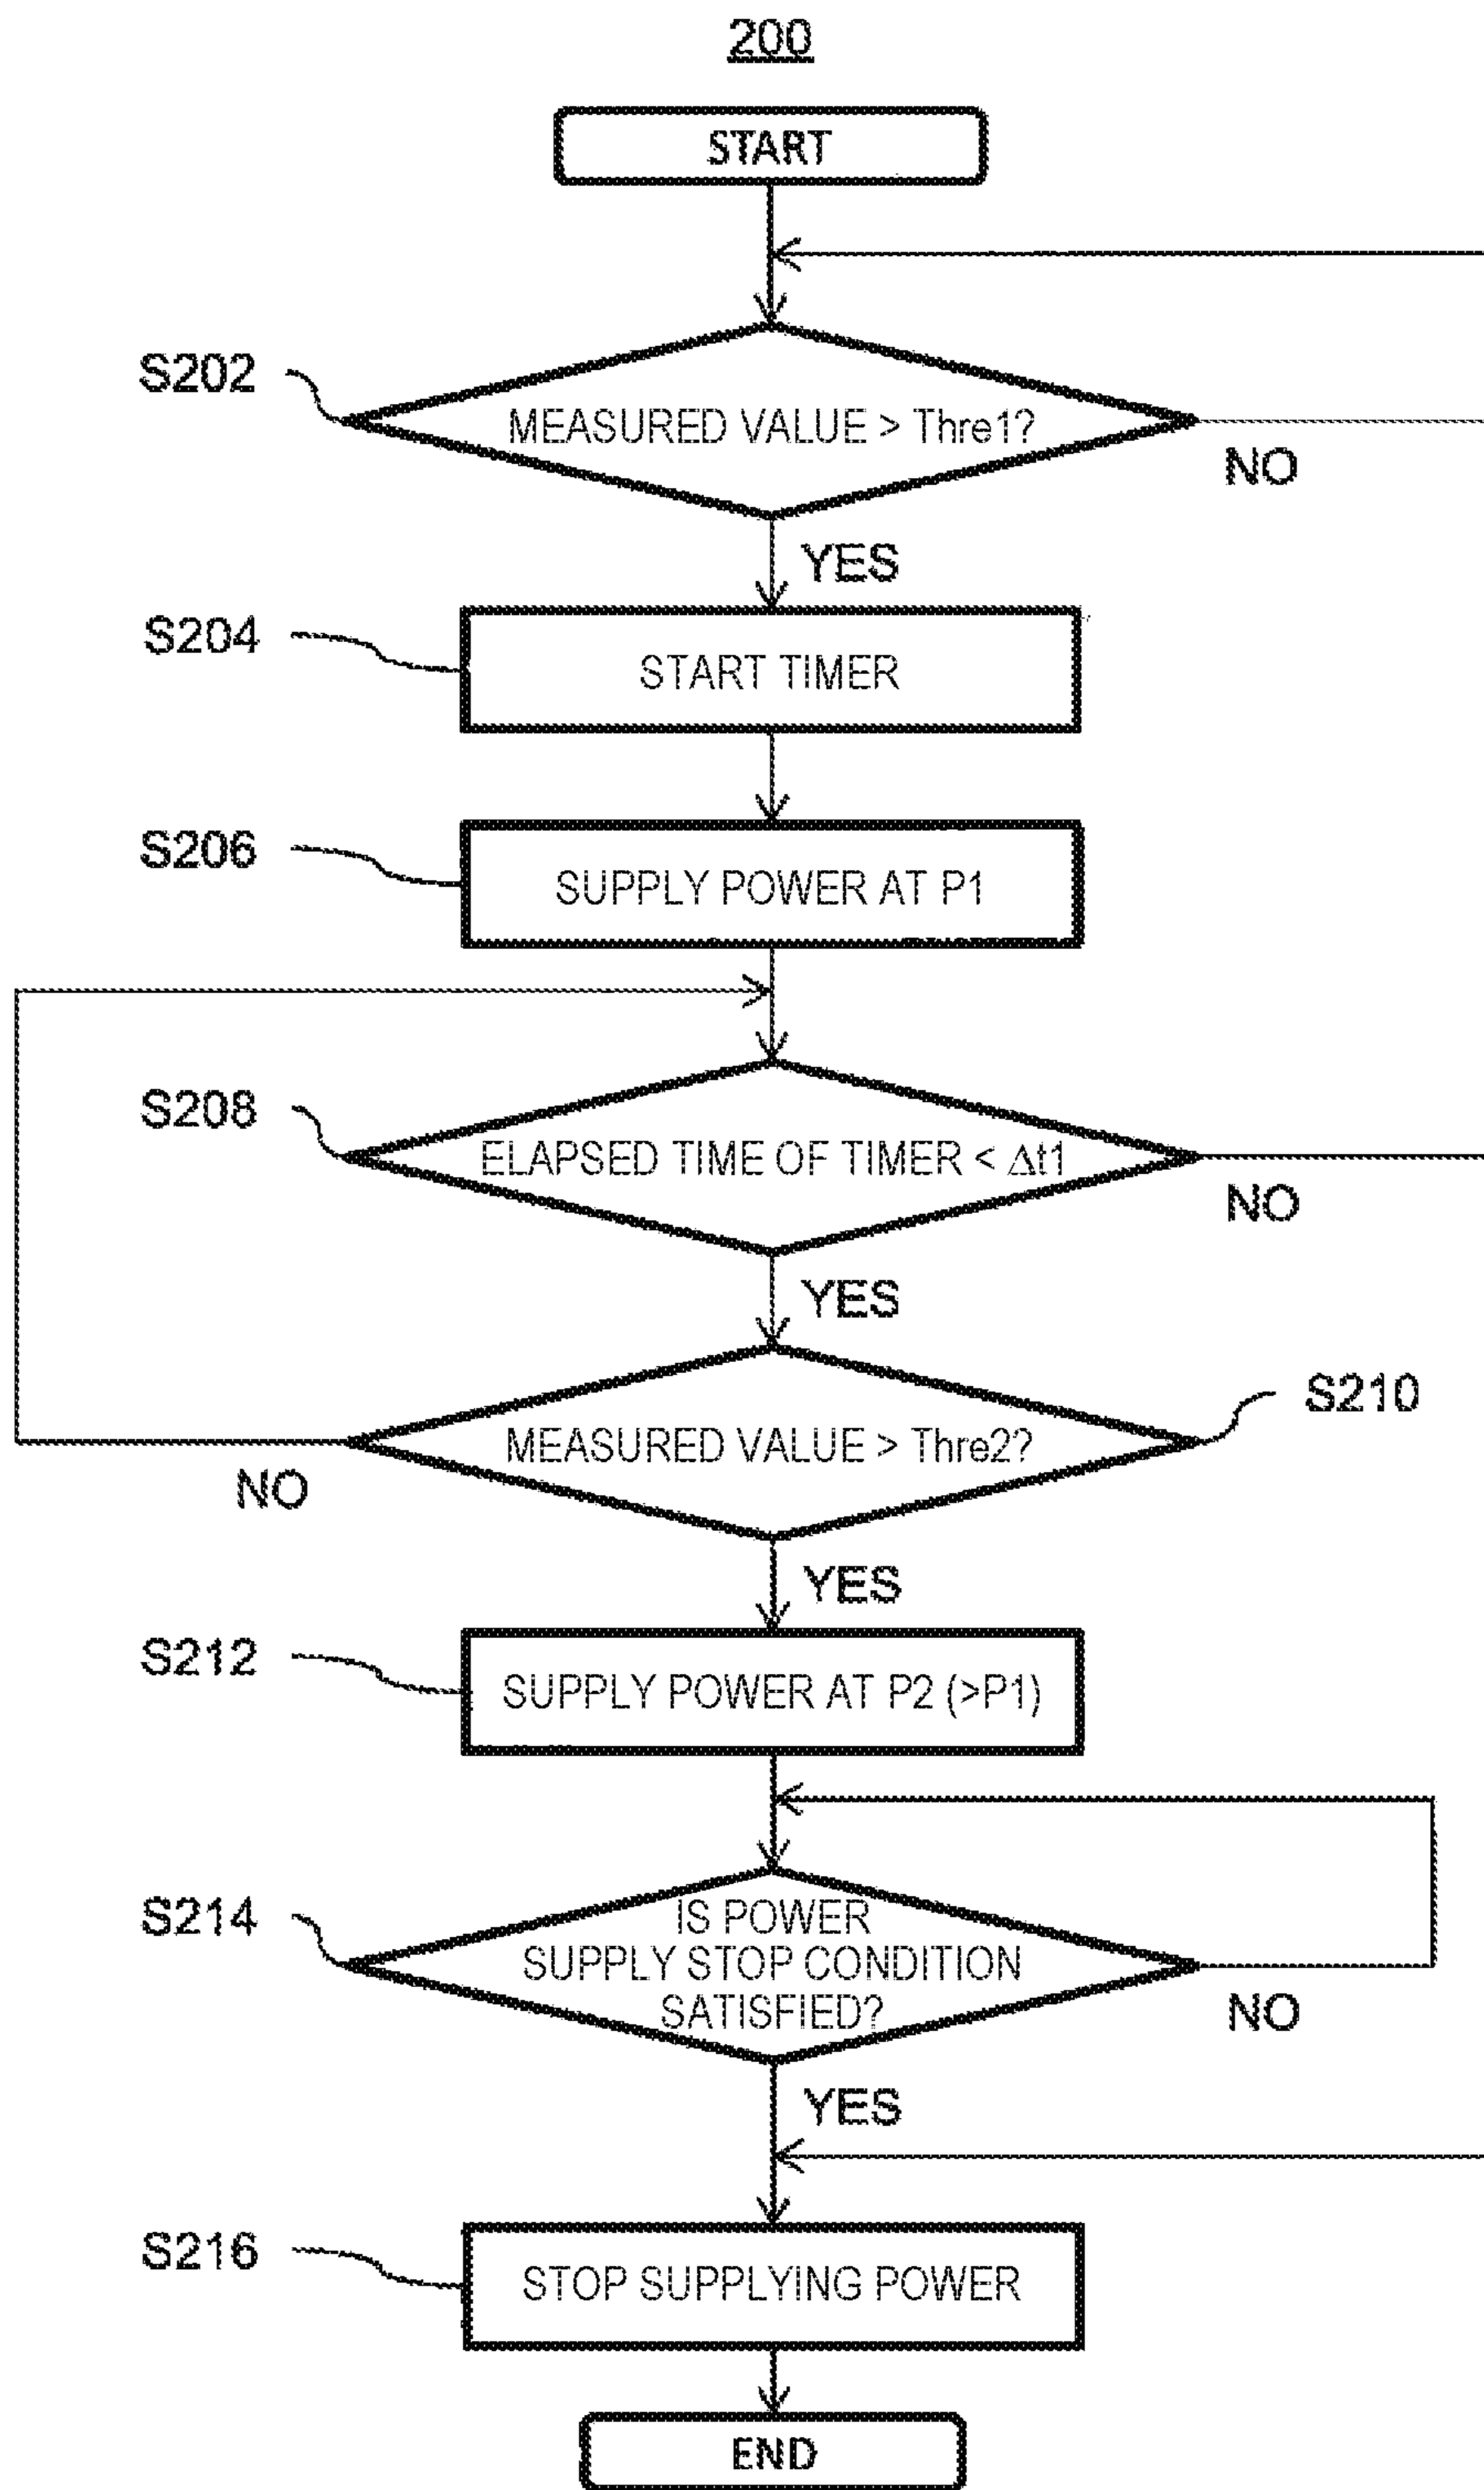 200
START
S202
MEASURED VALUE > Thre1?
NO
YES
S204
START TIMER
S206
SUPPLY POWER AT P1
S208
ELAPSED TIME OF TIMER < Δt1
NO
YES
S210
MEASURED VALUE > Thre2?
NO
YES
S212
SUPPLY POWER AT P2 (>P1)
S214
IS POWER
SUPPLY STOP CONDITION
SATISFIED?
NO
YES
S216
STOP SUPPLYING POWER
END